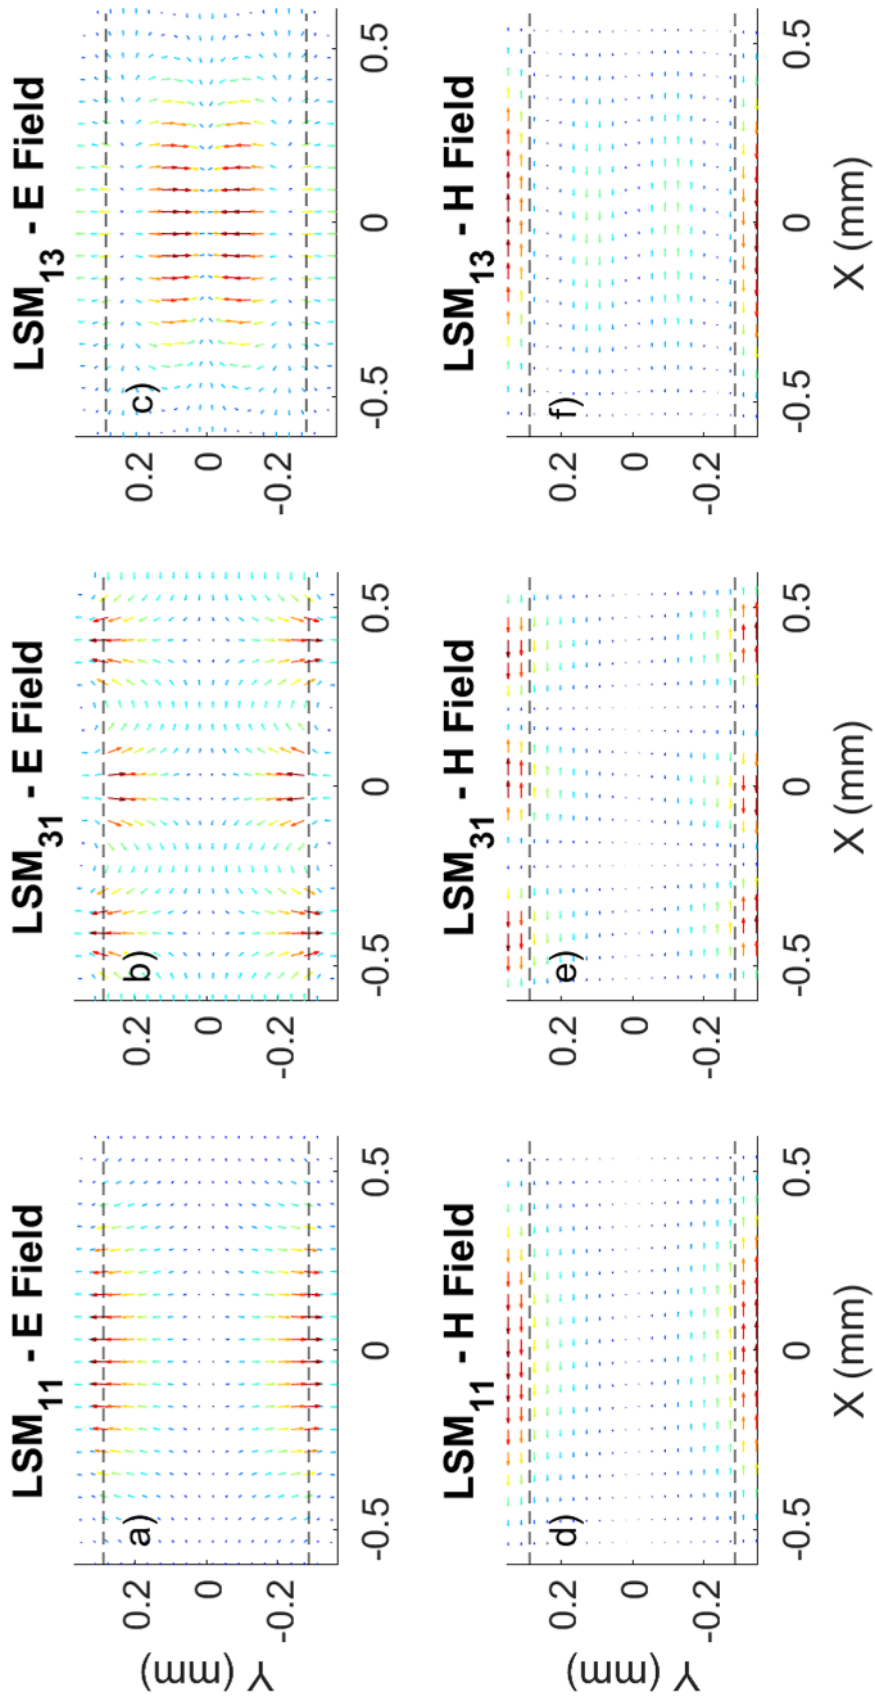 LSM11 - E Field
LSM31 - E Field
LSM13 - E Field
Y (mm)
0.2
0
-0.2
a)
-0.5
0
0.5
0.2
0
-0.2
b)
-0.5
0
0.5
0.2
0
-0.2
c)
-0.5
0
0.5
LSM11 - H Field
LSM31 - H Field
LSM13 - H Field
Y (mm)
0.2
0
-0.2
d)
-0.5
0
0.5
X (mm)
0.2
0
-0.2
e)
-0.5
0
0.5
X (mm)
0.2
0
-0.2
f)
-0.5
0
0.5
X (mm)